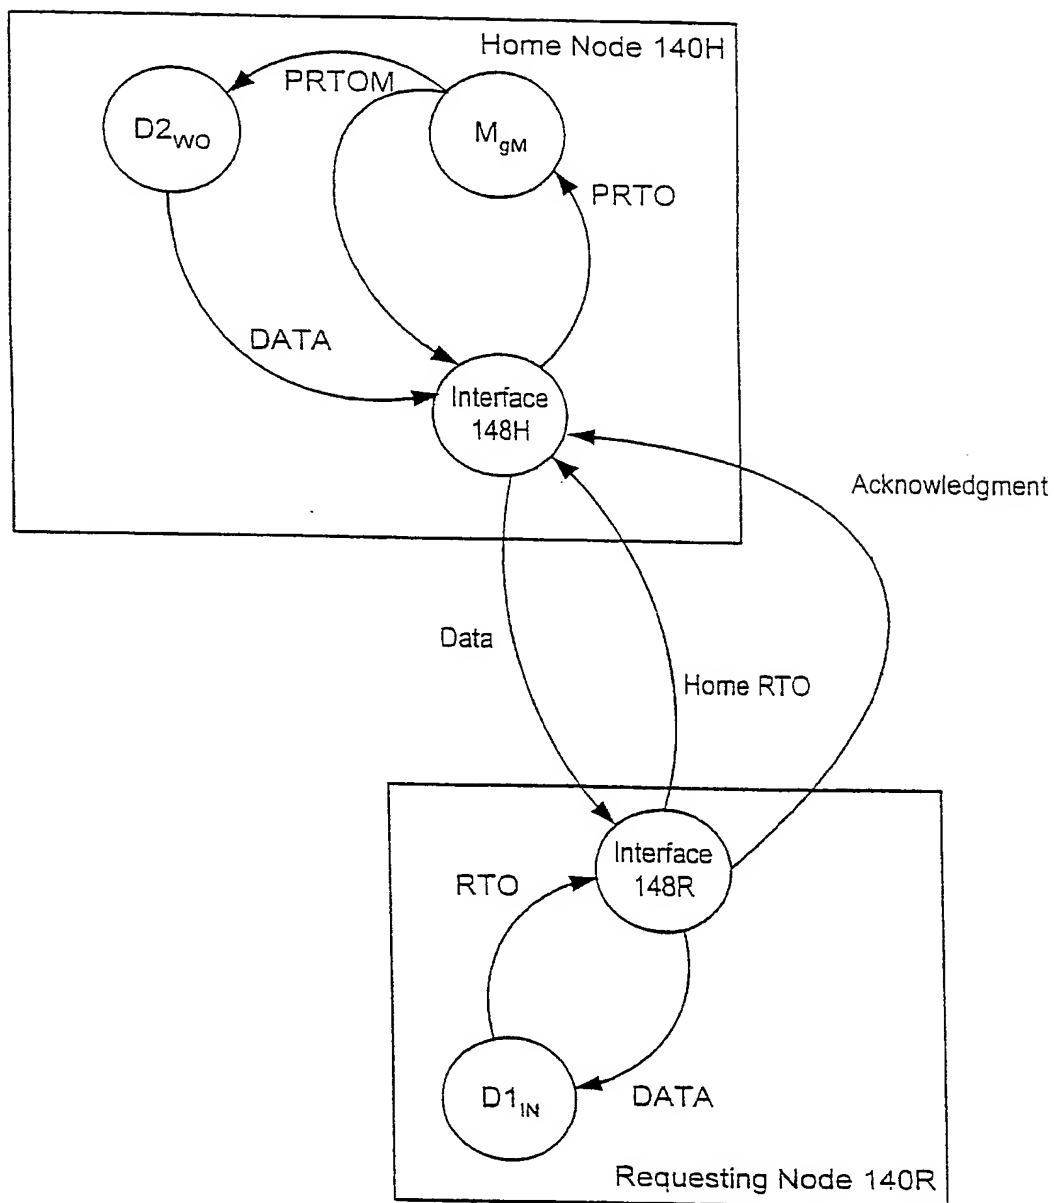 Home Node 140H
PRTOM
D2WO
MgM
PRTO
DATA
Interface
148H
Acknowledgment
Data
Home RTO
Interface
148R
RTO
D1IN
DATA
Requesting Node 140R